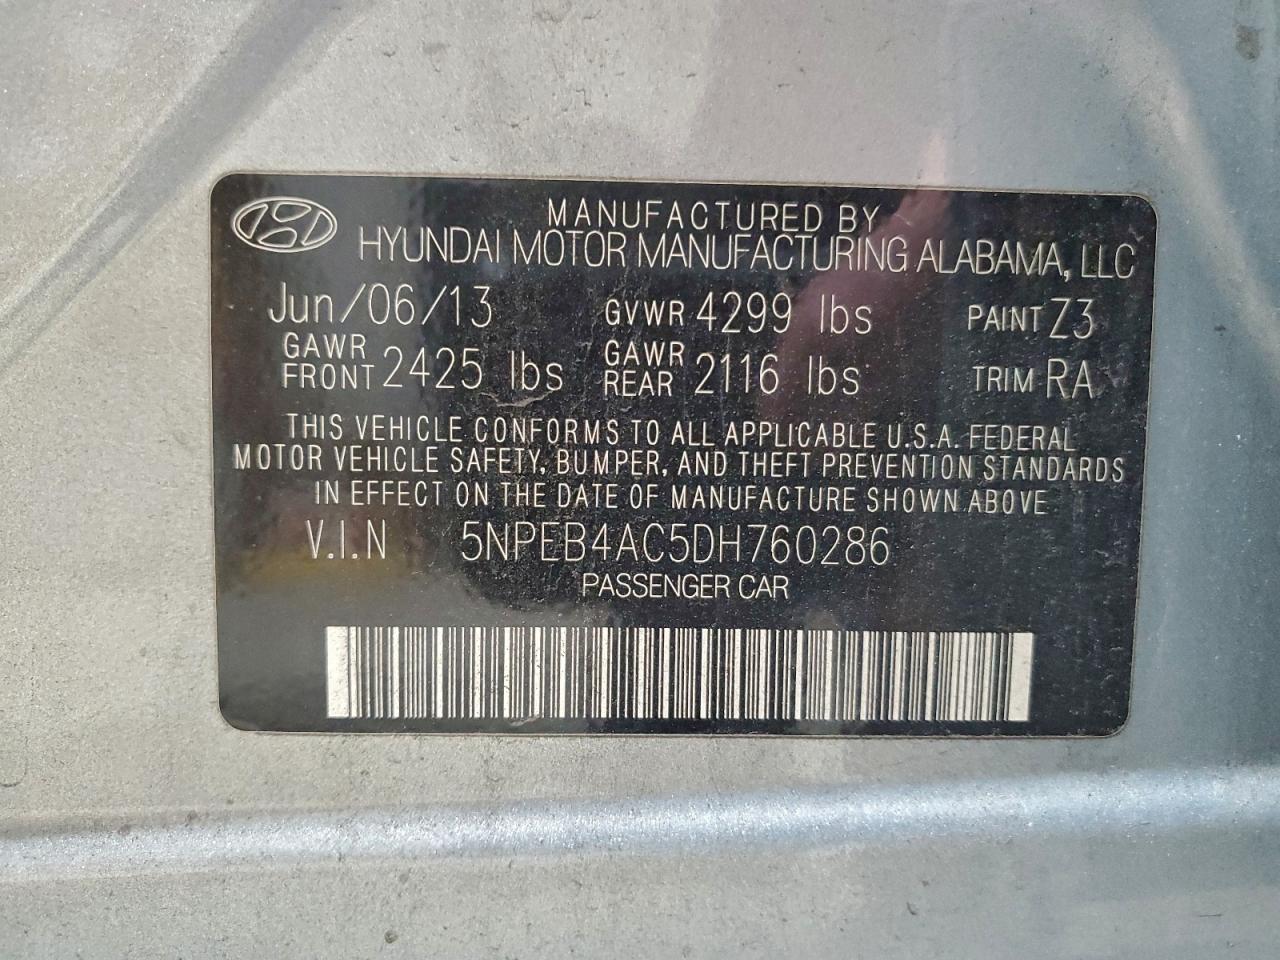 MANUFACTURED BY
HYUNDAI MOTOR MANUFACTURING ALABAMA, LLC
Jun/06/13 GVWR 4299 lbs PAINT Z3
GAWR FRONT 2425 lbs GAWR REAR 2116 lbs TRIM RA
THIS VEHICLE CONFORMS TO ALL APPLICABLE U.S.A. FEDERAL
MOTOR VEHICLE SAFETY, BUMPER, AND THEFT PREVENTION STANDARDS
IN EFFECT ON THE DATE OF MANUFACTURE SHOWN ABOVE
V.I.N 5NPEB4AC5DH760286
PASSENGER CAR